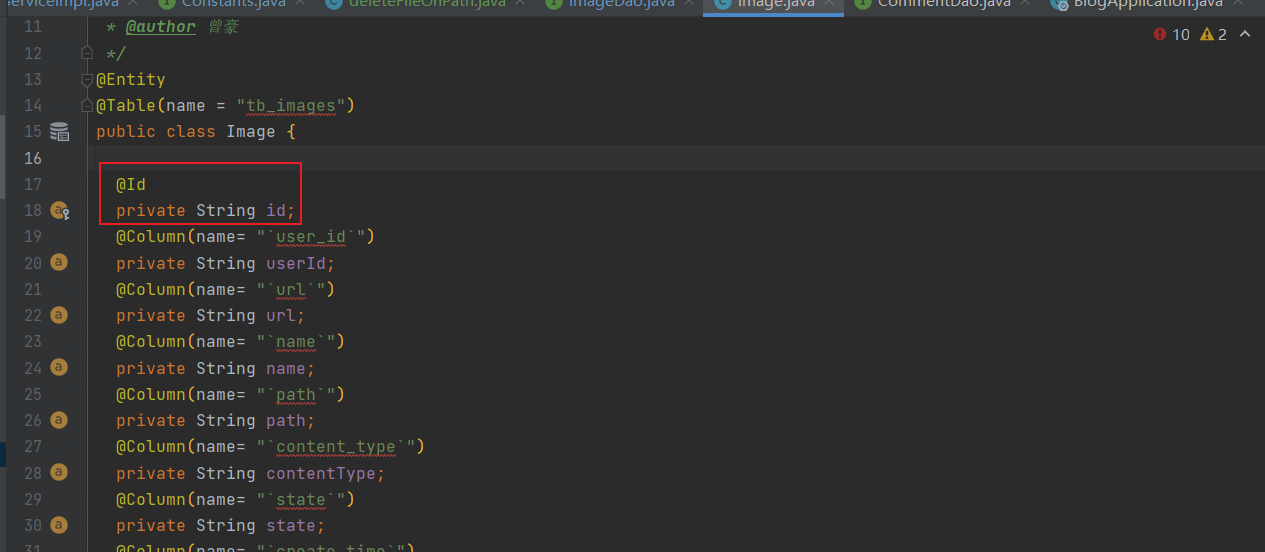 ServiceImpl.java Constants.java deleteFileOnPath.java ImageDao.java Image.java CommentDao.java BlogApplication.java
11 * @author 曾豪
10 2
12 */
13 @Entity
14 @Table(name = "tb_images")
15 public class Image {
16
17 @Id
18 private String id;
19 @Column(name= "`user_id`")
20 private String userId;
21 @Column(name= "`url`")
22 private String url;
23 @Column(name= "`name`")
24 private String name;
25 @Column(name= "`path`")
26 private String path;
27 @Column(name= "`content_type`")
28 private String contentType;
29 @Column(name= "`state`")
30 private String state;
31 @Column(name= "`create_time`")